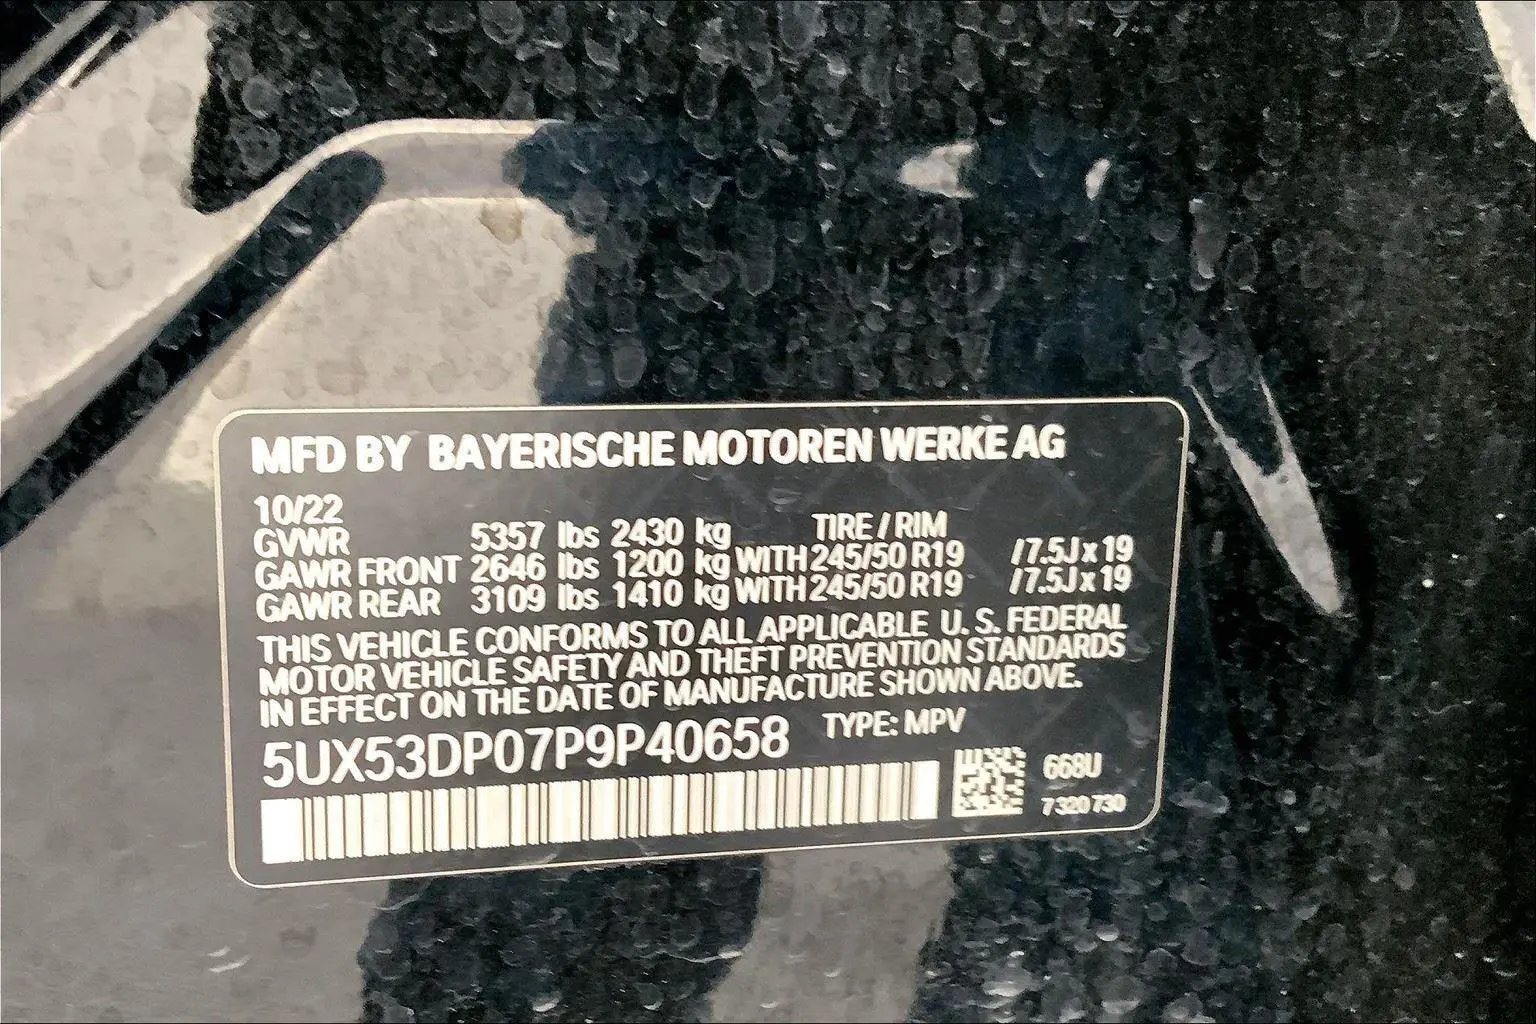 MFD BY BAYERISCHE MOTOREN WERKE AG
10/22
GVWR 5357 lbs 2430 kg TIRE / RIM
GAWR FRONT 2646 lbs 1200 kg WITH 245/50 R19 /7.5J x 19
GAWR REAR 3109 lbs 1410 kg WITH 245/50 R19 /7.5J x 19
THIS VEHICLE CONFORMS TO ALL APPLICABLE U. S. FEDERAL
MOTOR VEHICLE SAFETY AND THEFT PREVENTION STANDARDS
IN EFFECT ON THE DATE OF MANUFACTURE SHOWN ABOVE.
5UX53DP07P9P40658 TYPE: MPV
668U
7 320 730